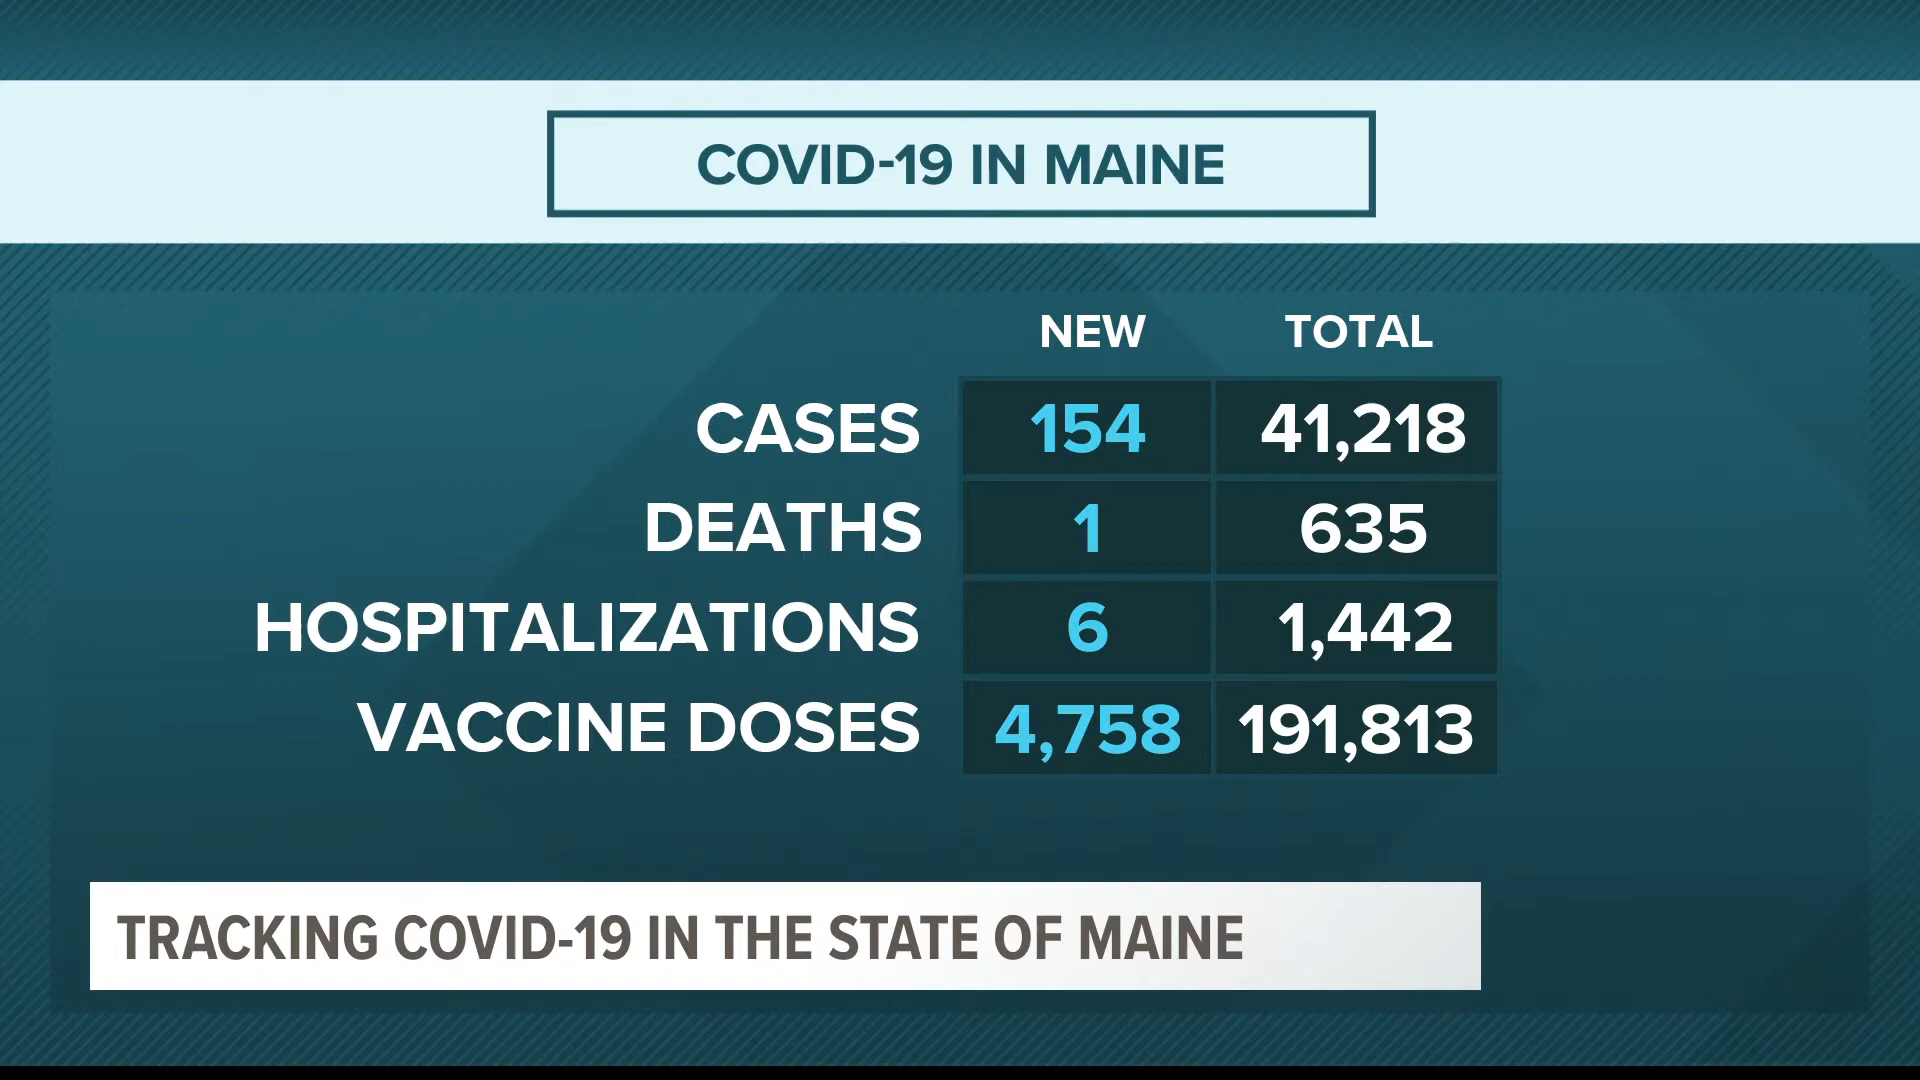 COVID-19 IN MAINE
NEW TOTAL
CASES 154 41,218
DEATHS 1 635
HOSPITALIZATIONS 6 1,442
VACCINE DOSES 4,758 191,813
TRACKING COVID-19 IN THE STATE OF MAINE